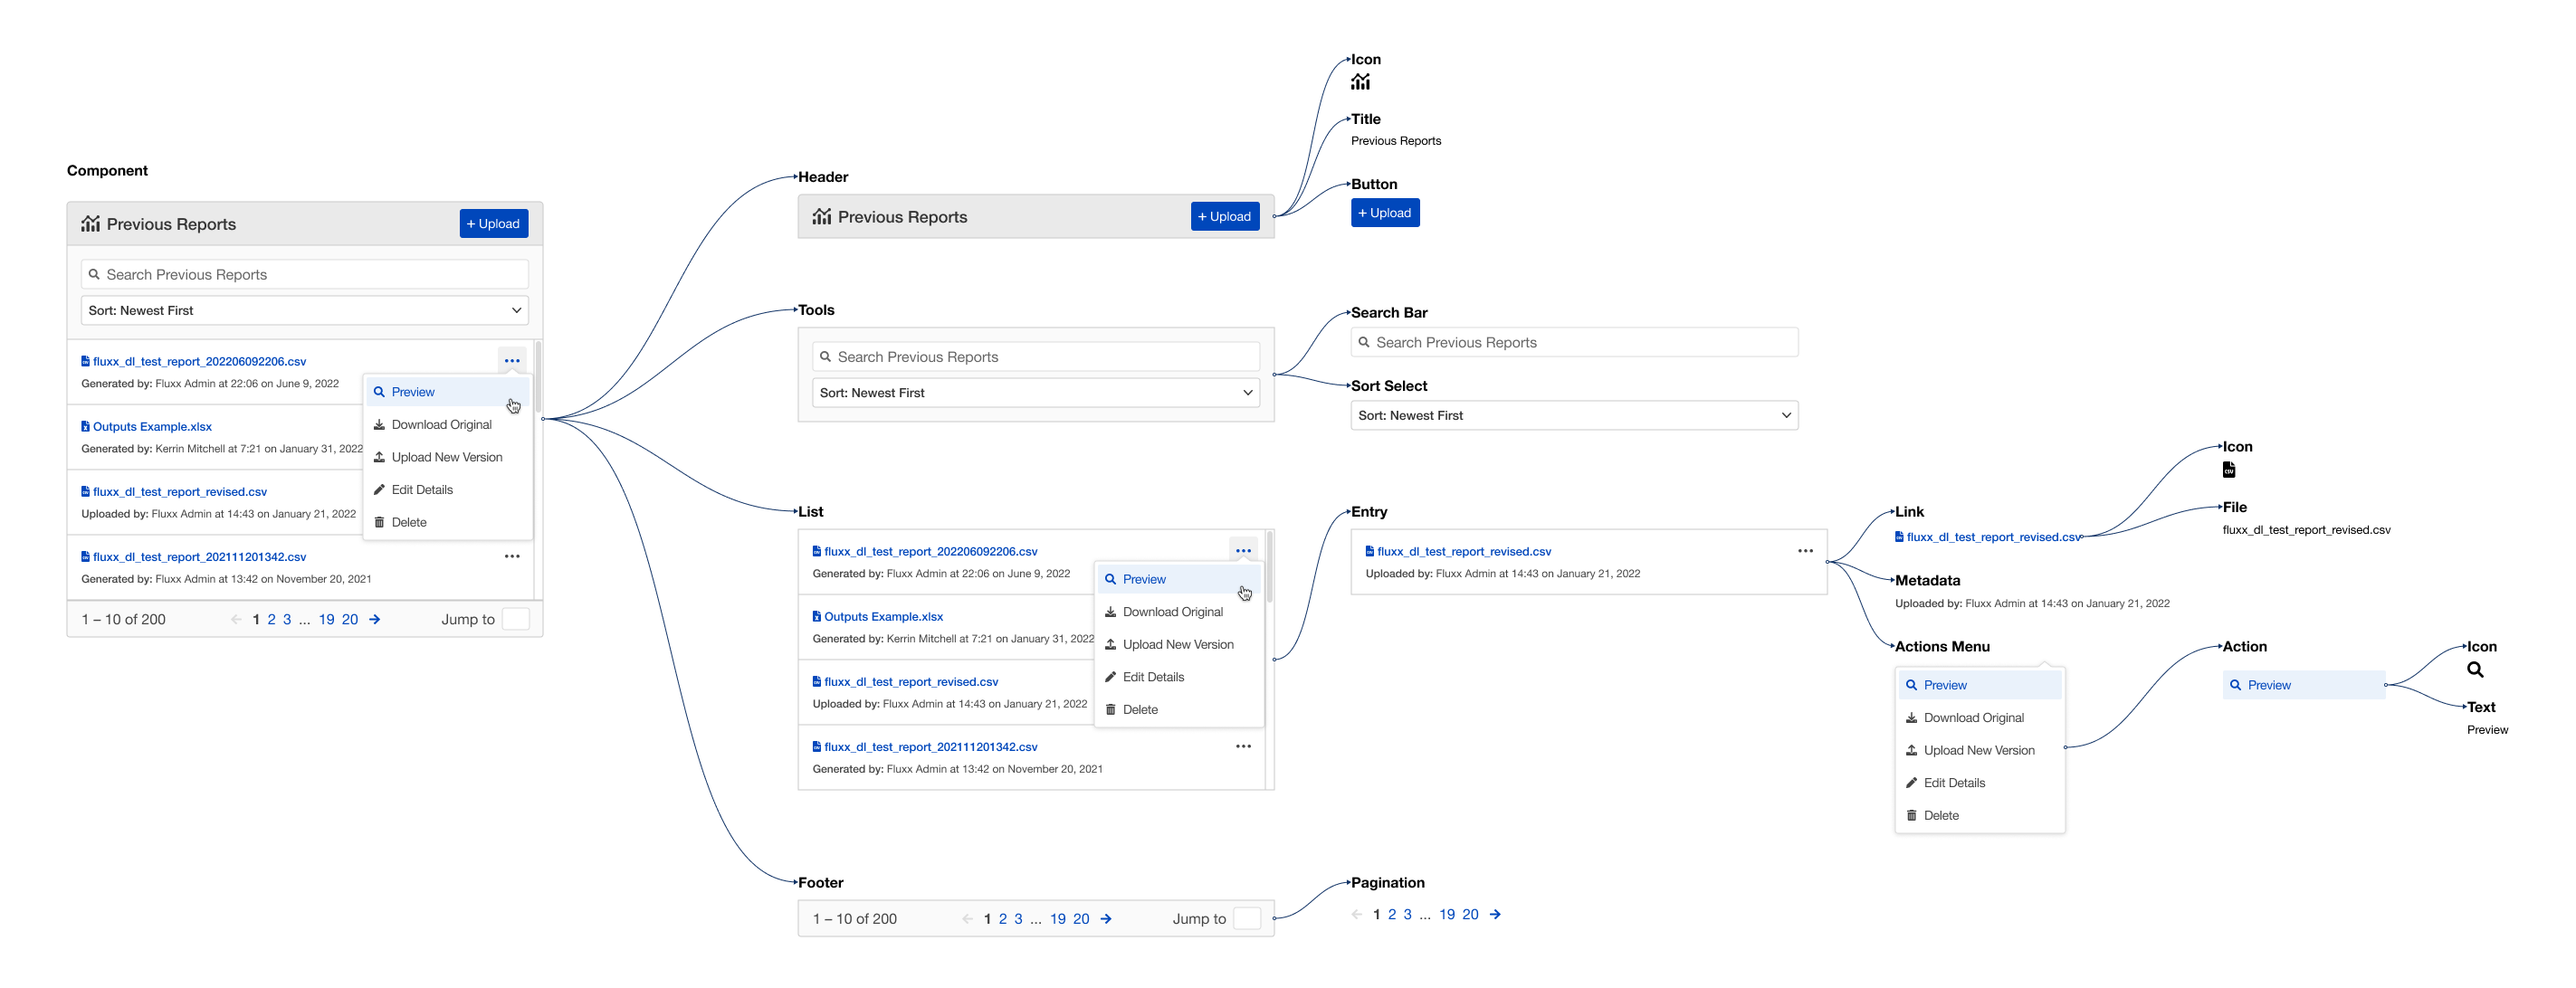 Component
Previous Reports
+ Upload
Search Previous Reports
Sort: Newest First
fluxx_dl_test_report_202206092206.csv
Generated by: Fluxx Admin at 22:06 on June 9, 2022
Outputs Example.xlsx
Generated by: Kerrin Mitchell at 7:21 on January 31, 2022
fluxx_dl_test_report_revised.csv
Uploaded by: Fluxx Admin at 14:43 on January 21, 2022
fluxx_dl_test_report_202111201342.csv
Generated by: Fluxx Admin at 13:42 on November 20, 2021
Preview
Download Original
Upload New Version
Edit Details
Delete
1 – 10 of 200
1 2 3 ... 19 20
Jump to
Header
Previous Reports
+ Upload
Icon
Title
Previous Reports
Button
+ Upload
Tools
Search Previous Reports
Sort: Newest First
Search Bar
Search Previous Reports
Sort Select
Sort: Newest First
List
fluxx_dl_test_report_202206092206.csv
Generated by: Fluxx Admin at 22:06 on June 9, 2022
Outputs Example.xlsx
Generated by: Kerrin Mitchell at 7:21 on January 31, 2022
fluxx_dl_test_report_revised.csv
Uploaded by: Fluxx Admin at 14:43 on January 21, 2022
fluxx_dl_test_report_202111201342.csv
Generated by: Fluxx Admin at 13:42 on November 20, 2021
Preview
Download Original
Upload New Version
Edit Details
Delete
Entry
fluxx_dl_test_report_revised.csv
Uploaded by: Fluxx Admin at 14:43 on January 21, 2022
Link
fluxx_dl_test_report_revised.csv
Icon
CSV
File
fluxx_dl_test_report_revised.csv
Metadata
Uploaded by: Fluxx Admin at 14:43 on January 21, 2022
Actions Menu
Preview
Download Original
Upload New Version
Edit Details
Delete
Action
Preview
Icon
Text
Preview
Footer
1 – 10 of 200
1 2 3 ... 19 20
Jump to
Pagination
1 2 3 ... 19 20